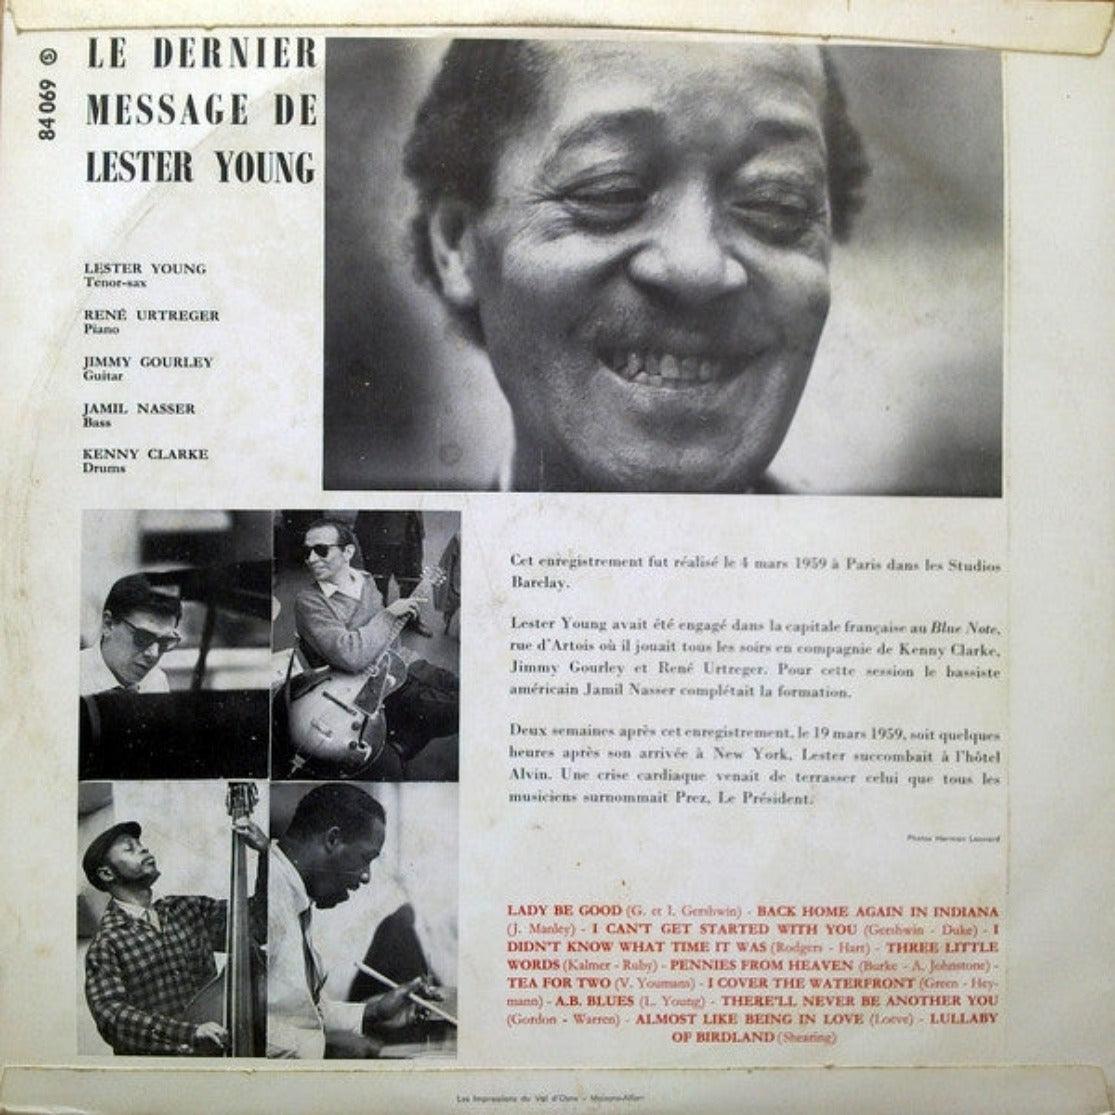 84 069 Ⓢ
LE DERNIER
MESSAGE DE
LESTER YOUNG
LESTER YOUNG
Tenor-sax
RENÉ URTREGER
Piano
JIMMY GOURLEY
Guitar
JAMIL NASSER
Bass
KENNY CLARKE
Drums
Cet enregistrement fut réalisé le 4 mars 1959 à Paris dans les Studios
Barclay.
Lester Young avait été engagé dans la capitale française au Blue Note,
rue d'Artois où il jouait tous les soirs en compagnie de Kenny Clarke,
Jimmy Gourley et René Urtreger. Pour cette session le bassiste
américain Jamil Nasser complétait la formation.
Deux semaines après cet enregistrement, le 19 mars 1959, soit quelques
heures après son arrivée à New York, Lester succombait à l'hôtel
Alvin. Une crise cardiaque venait de terrasser celui que tous les
musiciens surnommait Prez, Le Président.
Photos Herman Leonard
LADY BE GOOD (G. et I. Gershwin) - BACK HOME AGAIN IN INDIANA
(J. Manley) - I CAN'T GET STARTED WITH YOU (Gershwin - Duke) - I
DIDN'T KNOW WHAT TIME IT WAS (Rodgers - Hart) - THREE LITTLE
WORDS (Kalmer - Ruby) - PENNIES FROM HEAVEN (Burke - A. Johnstone) -
TEA FOR TWO (V. Youmans) - I COVER THE WATERFRONT (Green - Hey-
mann) - A.B. BLUES (L. Young) - THERE'LL NEVER BE ANOTHER YOU
(Gordon - Warren) - ALMOST LIKE BEING IN LOVE (Loeve) - LULLABY
OF BIRDLAND (Shearing)
Les Impressions du Val d'Osne - Maisons-Alfort